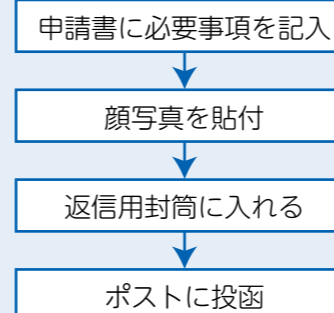 申請書に必要事項を記入
顔写真を貼付
返信用封筒に入れる
ポストに投函